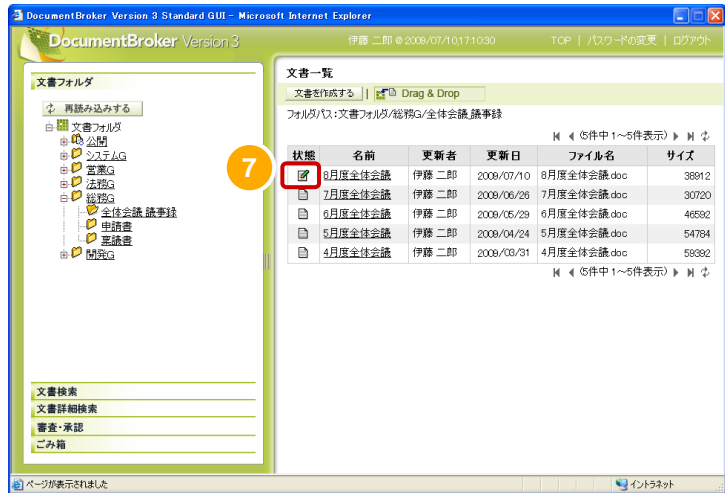 DocumentBroker Version 3 Standard GUI - Microsoft Internet Explorer
DocumentBroker Version 3
伊藤 二郎@2009/07/10,17:10:30
TOP | パスワードの変更 | ログアウト
文書フォルダ
再読み込みする
文書フォルダ
公開
システムG
営業G
法務G
総務G
全体会議_議事録
申請書
稟議書
開発G
文書検索
文書詳細検索
審査・承認
ごみ箱
文書一覧
文書を作成する | Drag & Drop
フォルダパス:文書フォルダ/総務G/全体会議_議事録
(5件中 1〜5件表示)
状態 名前 更新者 更新日 ファイル名 サイズ
7
8月度全体会議 伊藤 二郎 2009/07/10 8月度全体会議.doc 38912
7月度全体会議 伊藤 二郎 2009/06/26 7月度全体会議.doc 30720
6月度全体会議 伊藤 二郎 2009/05/29 6月度全体会議.doc 46592
5月度全体会議 伊藤 二郎 2009/04/24 5月度全体会議.doc 54784
4月度全体会議 伊藤 二郎 2009/03/31 4月度全体会議.doc 59392
(5件中 1〜5件表示)
ページが表示されました
イントラネット